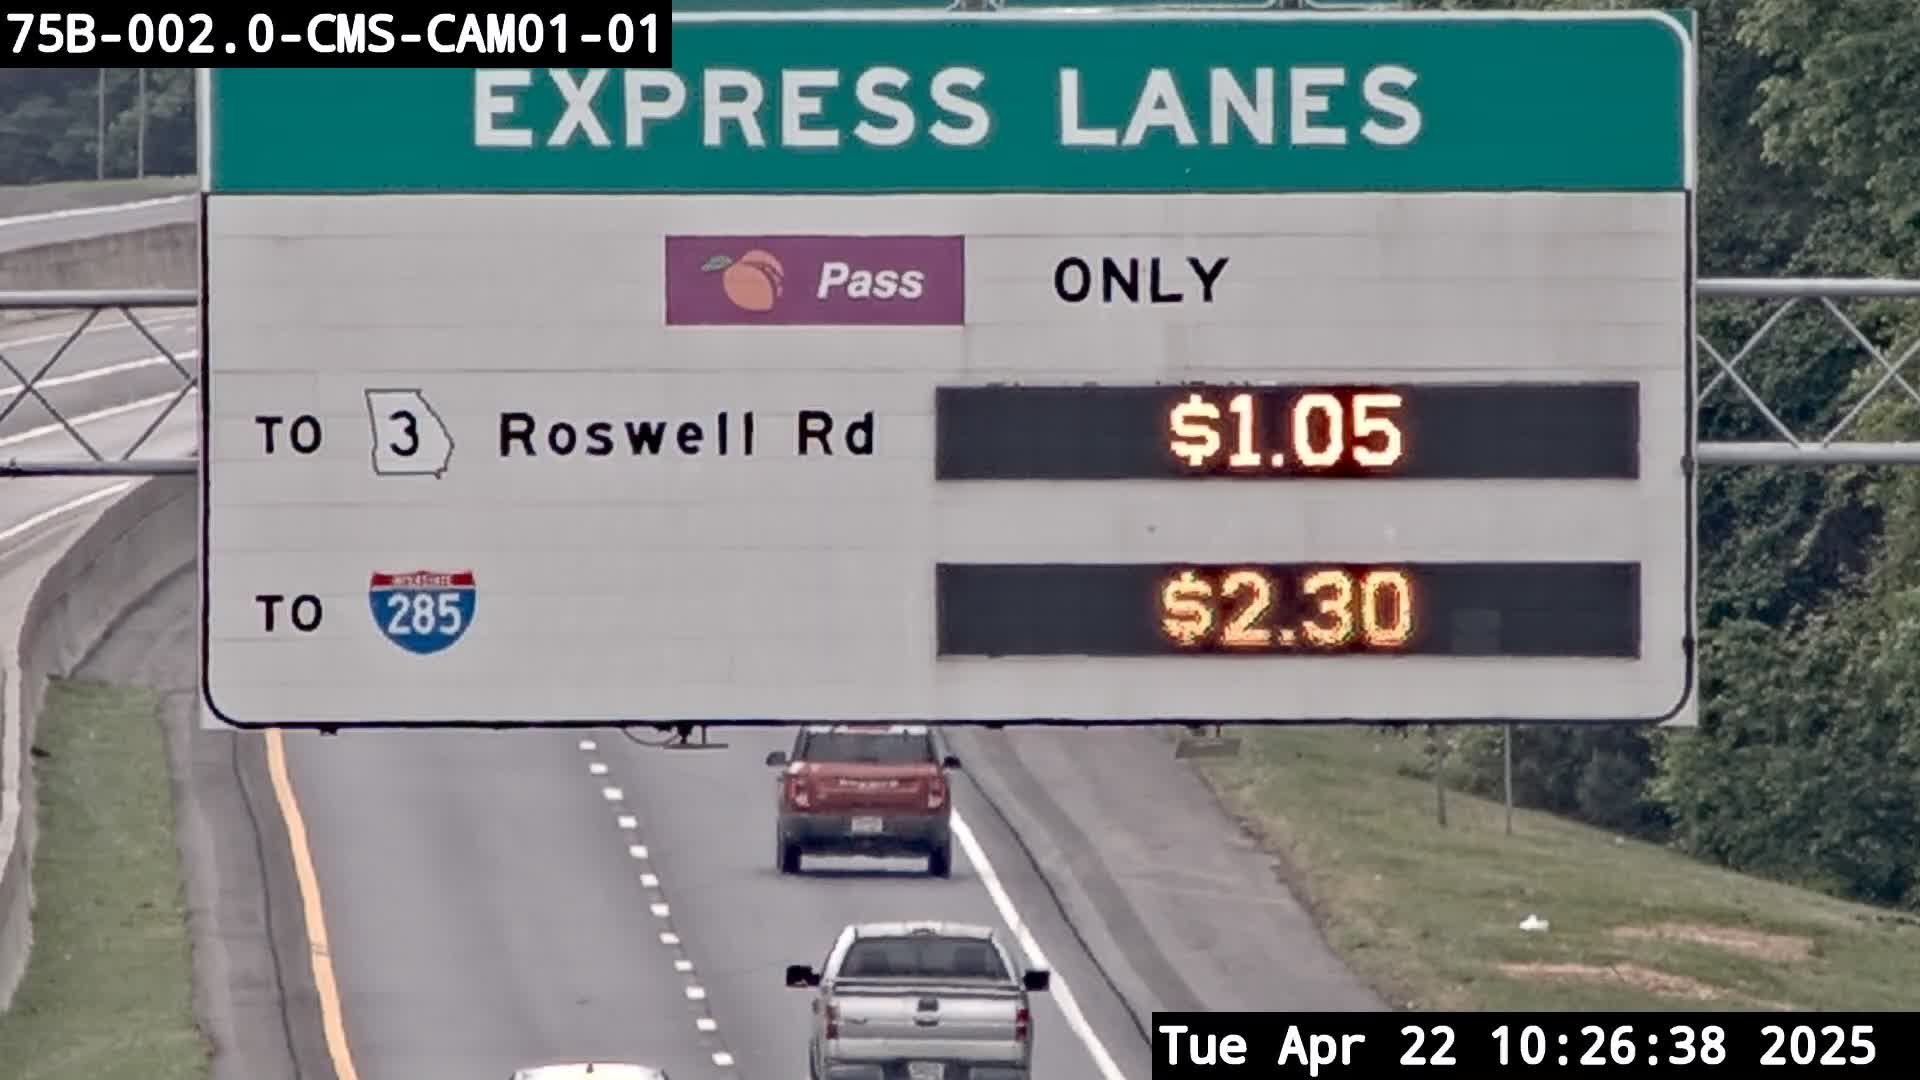 75B-002.0-CMS-CAM01-01
EXPRESS LANES
Pass ONLY
TO 3 Roswell Rd $1.05
TO INTERSTATE 285 $2.30
Tue Apr 22 10:26:38 2025